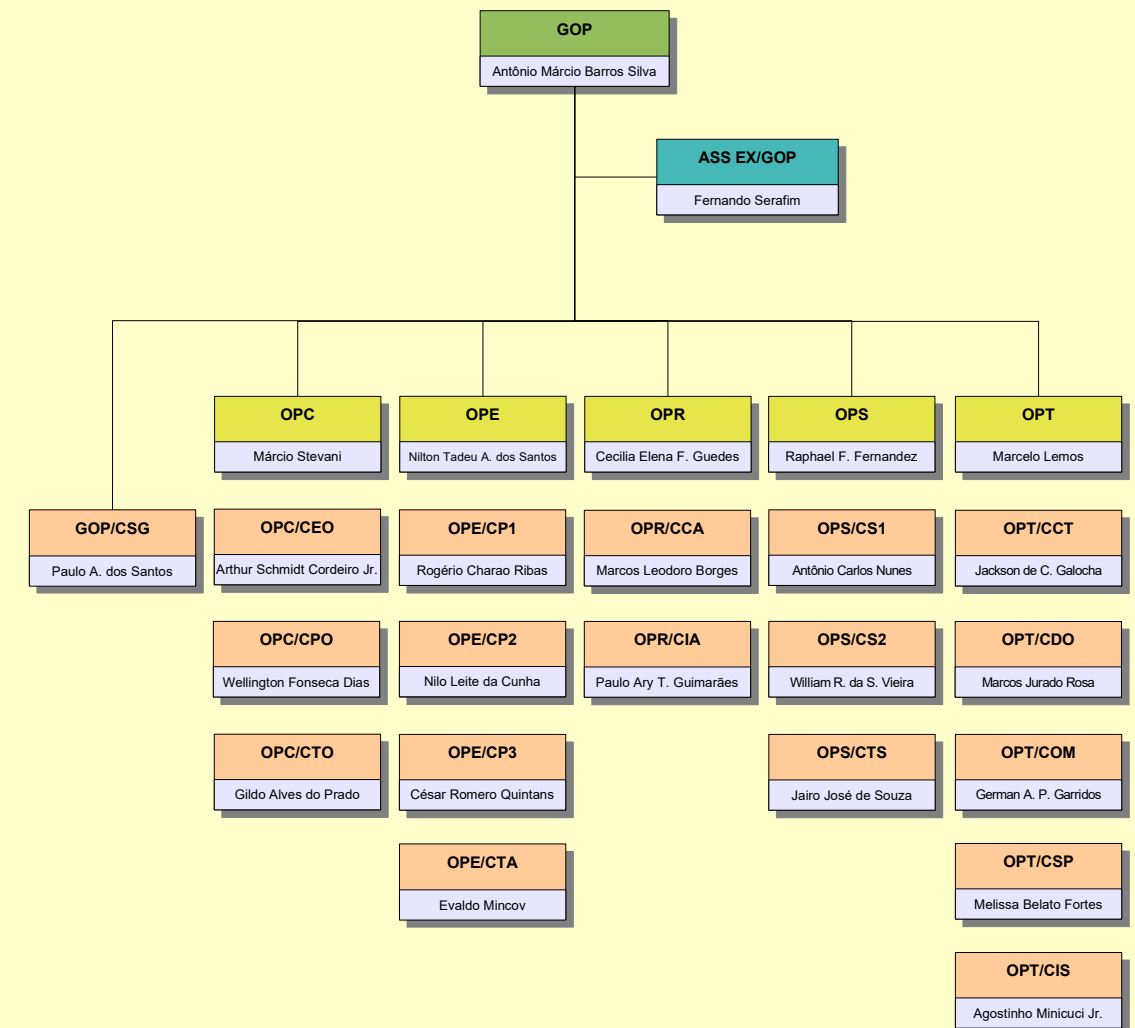 GOP
Antônio Márcio Barros Silva
ASS EX/GOP
Fernando Serafim
OPC
Márcio Stevani
OPE
Nilton Tadeu A. dos Santos
OPR
Cecilia Elena F. Guedes
OPS
Raphael F. Fernandez
OPT
Marcelo Lemos
GOP/CSG
Paulo A. dos Santos
OPC/CEO
Arthur Schmidt Cordeiro Jr.
OPE/CP1
Rogério Charao Ribas
OPR/CCA
Marcos Leodoro Borges
OPS/CS1
Antônio Carlos Nunes
OPT/CCT
Jackson de C. Galocha
OPC/CPO
Wellington Fonseca Dias
OPE/CP2
Nilo Leite da Cunha
OPR/CIA
Paulo Ary T. Guimarães
OPS/CS2
William R. da S. Vieira
OPT/CDO
Marcos Jurado Rosa
OPC/CTO
Gildo Alves do Prado
OPE/CP3
César Romero Quintans
OPS/CTS
Jairo José de Souza
OPT/COM
German A. P. Garridos
OPE/CTA
Evaldo Mincov
OPT/CSP
Melissa Belato Fortes
OPT/CIS
Agostinho Minicuci Jr.